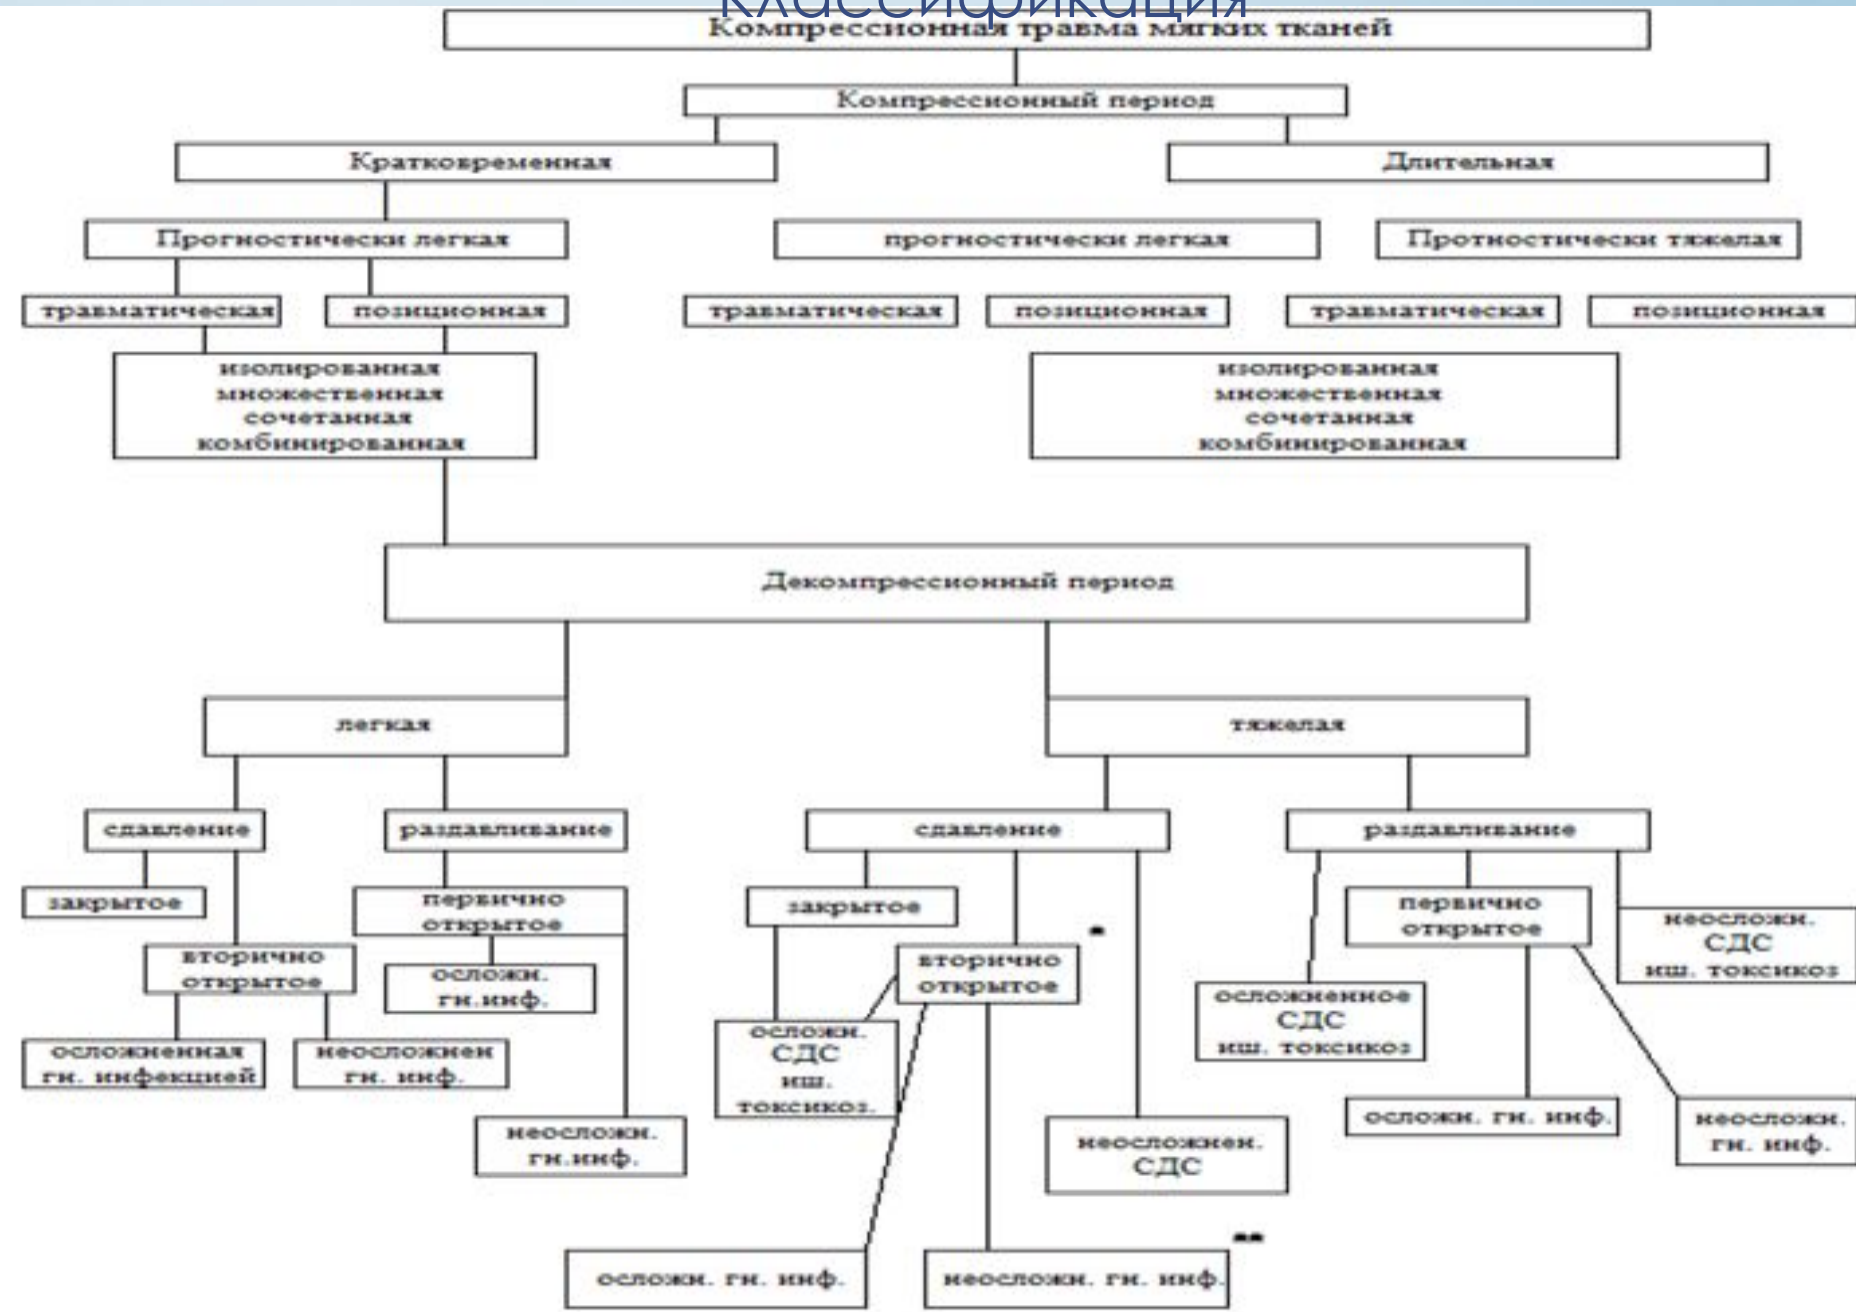 классификация
Компрессионная травма мягких тканей
Компрессионный период
Кратковременная
Длительная
Прогностически легкая
прогностически легкая
Протностически тяжелая
травматическая
позиционная
травматическая
позиционная
травматическая
позиционная
изолированная
множественная
сочетанная
комбинированная
изолированная
множественная
сочетанная
комбинированная
Декомпрессионный период
легкая
тяжелая
сдавление
раздавливание
сдавление
раздавливание
закрытое
первично
открытое
закрытое
первично
открытое
неосложн.
СДС
иш. токсикоз
вторично
открытое
осложн.
гн.инф.
*
вторично
открытое
осложненное
СДС
иш. токсикоз
осложненная
гн. инфекцией
неосложнен
гн. инф.
осложн.
СДС
иш.
токсикоз.
неосложн.
гн.инф.
неосложнен.
СДС
осложн. гн. инф.
неосложн.
гн. инф.
**
осложн. гн. инф.
неосложн. гн. инф.